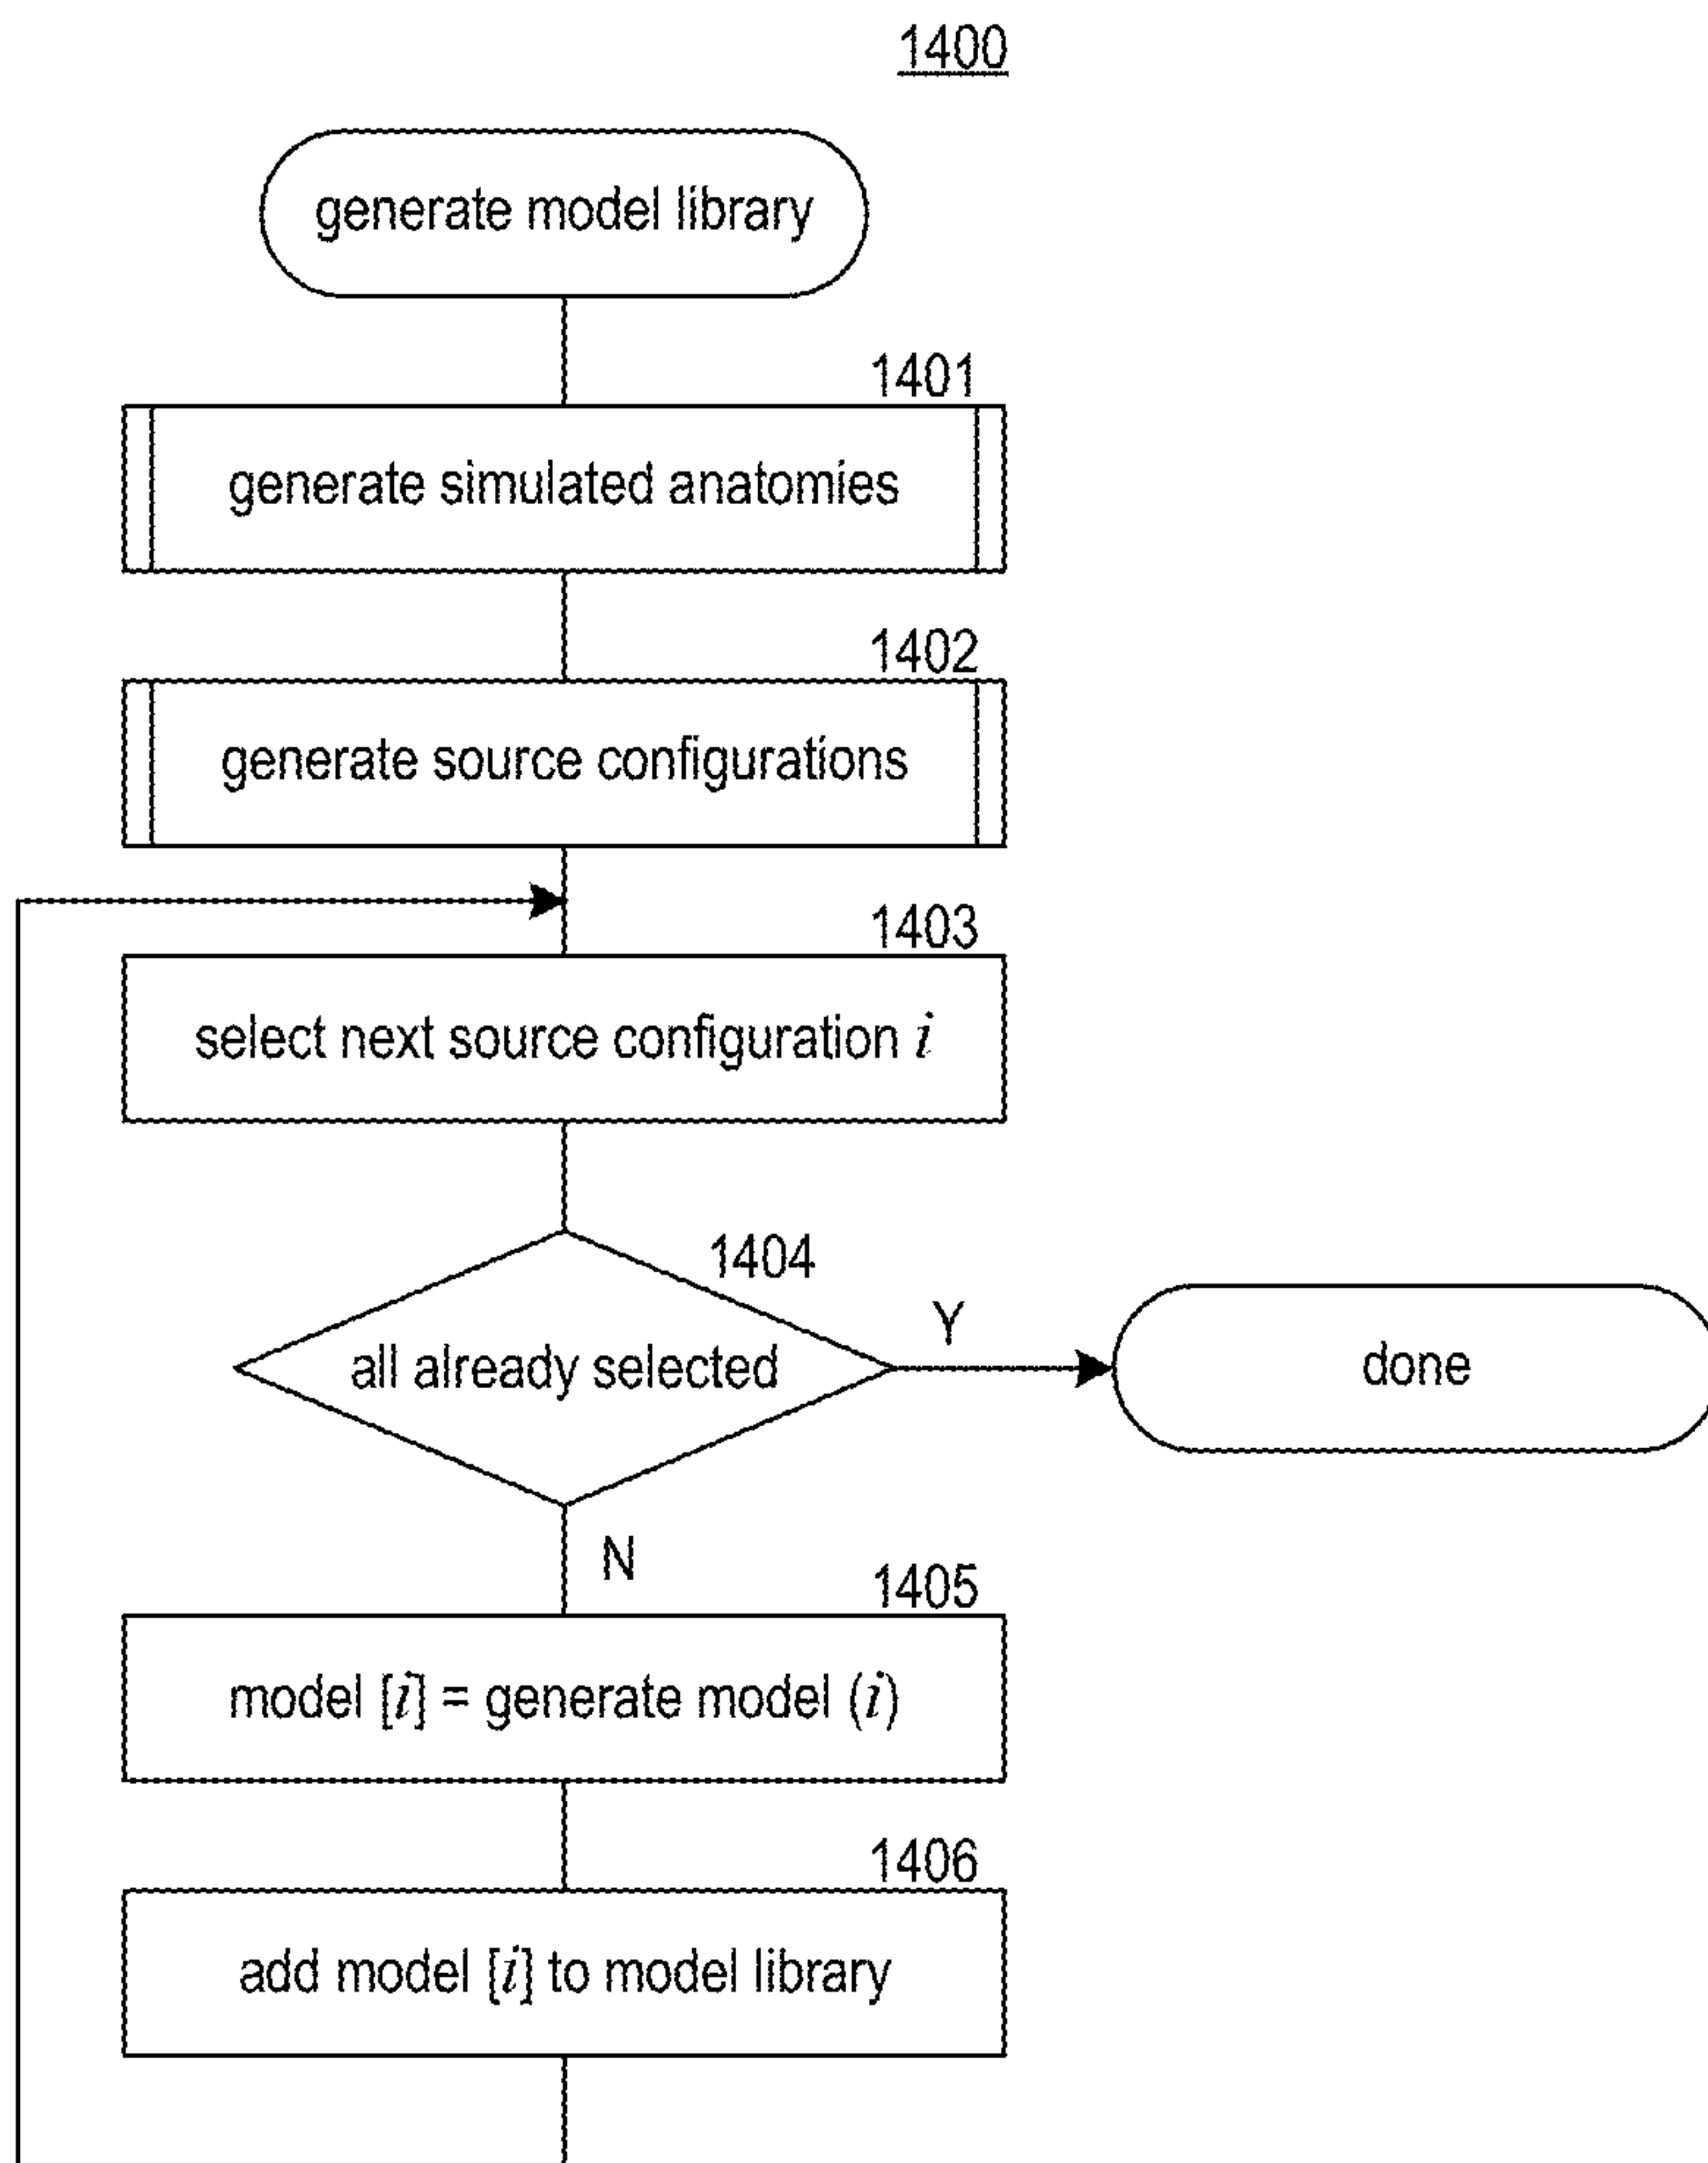 1400
generate model library
1401
generate simulated anatomies
1402
generate source configurations
1403
select next source configuration i
1404
all already selected
Y
done
N
1405
model [i] = generate model (i)
1406
add model [i] to model library